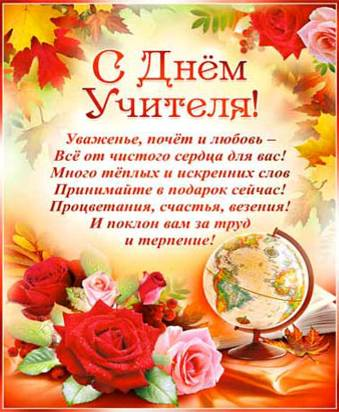 С Днём
Учителя!
Уваженье, почёт и любовь –
Всё от чистого сердца для вас!
Много тёплых и искренних слов
Принимайте в подарок сейчас!
Процветания, счастья, везения!
И поклон вам за труд
и терпение!